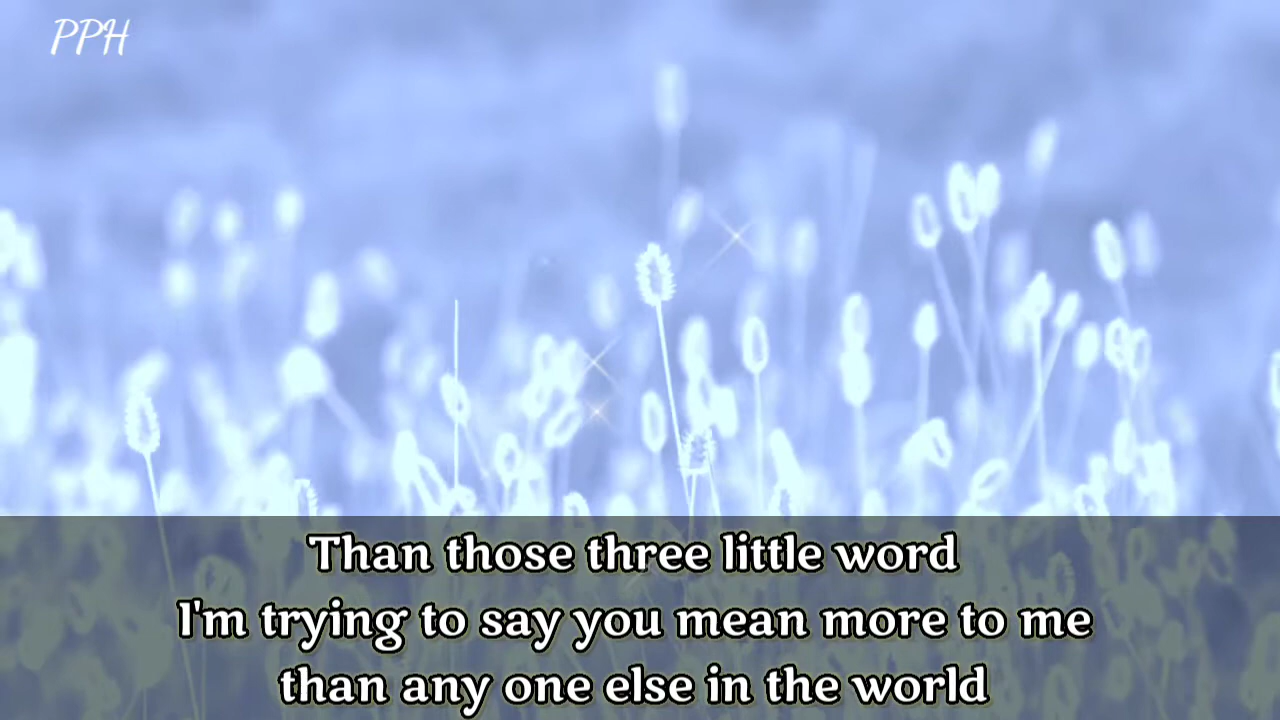 PPH
Than those three little word
I'm trying to say you mean more to me
than any one else in the world